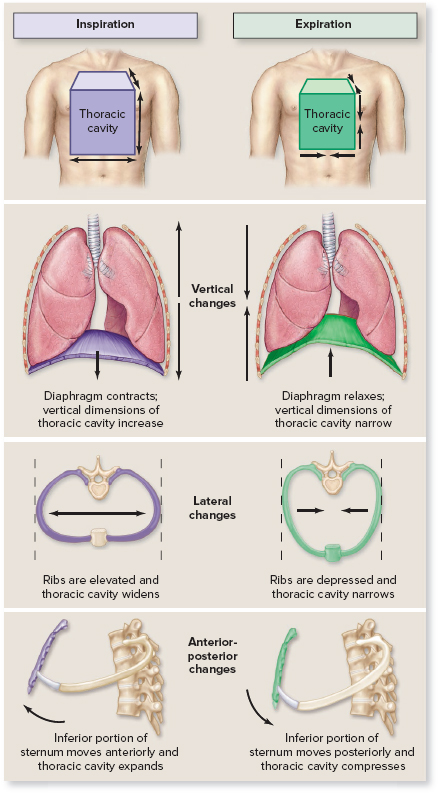 Inspiration
Expiration
Thoracic
cavity
Thoracic
cavity
Vertical
changes
Diaphragm contracts;
vertical dimensions of
thoracic cavity increase
Diaphragm relaxes;
vertical dimensions of
thoracic cavity narrow
Lateral
changes
Ribs are elevated and
thoracic cavity widens
Ribs are depressed and
thoracic cavity narrows
Anterior-
posterior
changes
Inferior portion of
sternum moves anteriorly and
thoracic cavity expands
Inferior portion of
sternum moves posteriorly and
thoracic cavity compresses